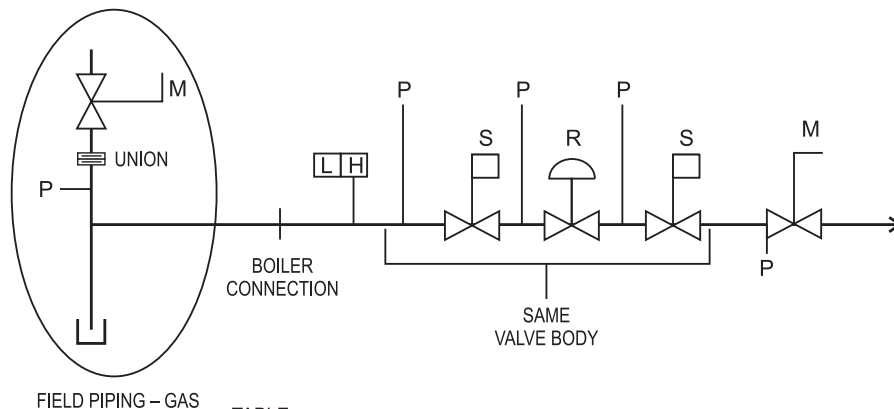 M
UNION
P
L H
P
S
P
R
P
S
M
P
BOILER
CONNECTION
SAME
VALVE BODY
FIELD PIPING – GAS